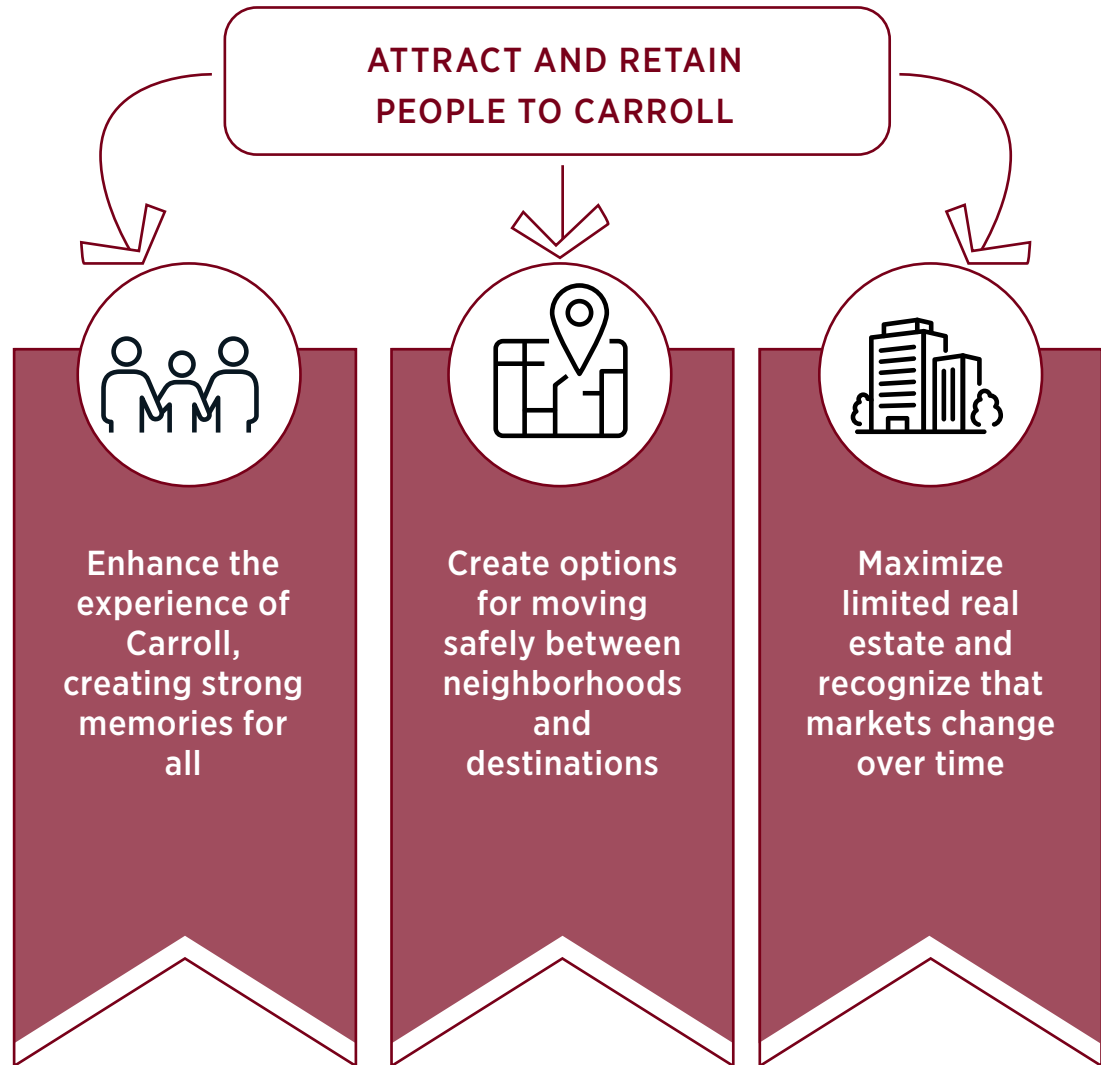 ATTRACT AND RETAIN
PEOPLE TO CARROLL
Enhance the
experience of
Carroll,
creating strong
memories for
all
Create options
for moving
safely between
neighborhoods
and
destinations
Maximize
limited real
estate and
recognize that
markets change
over time